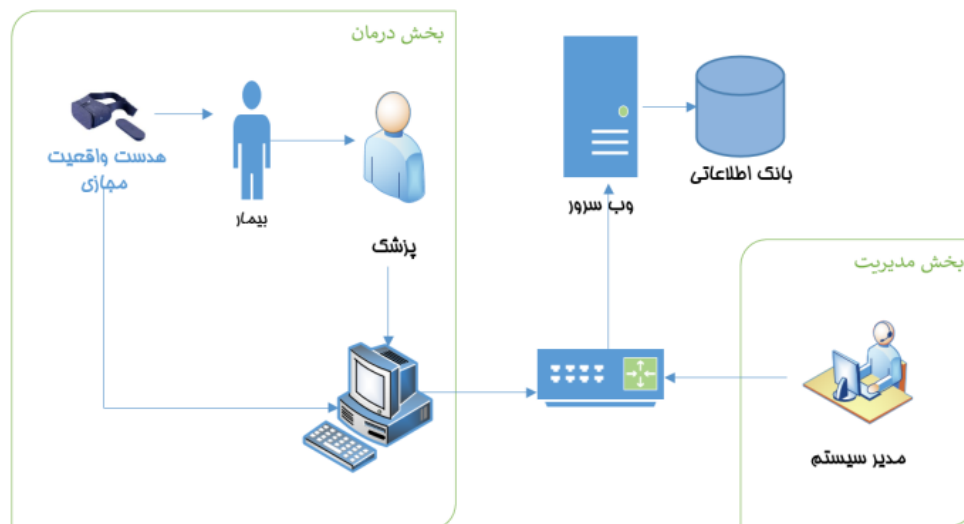 بخش درمان
هدست واقعیت
مجازی
بیمار
پزشک
وب سرور
بانک اطلاعاتی
بخش مدیریت
مدیر سیستم